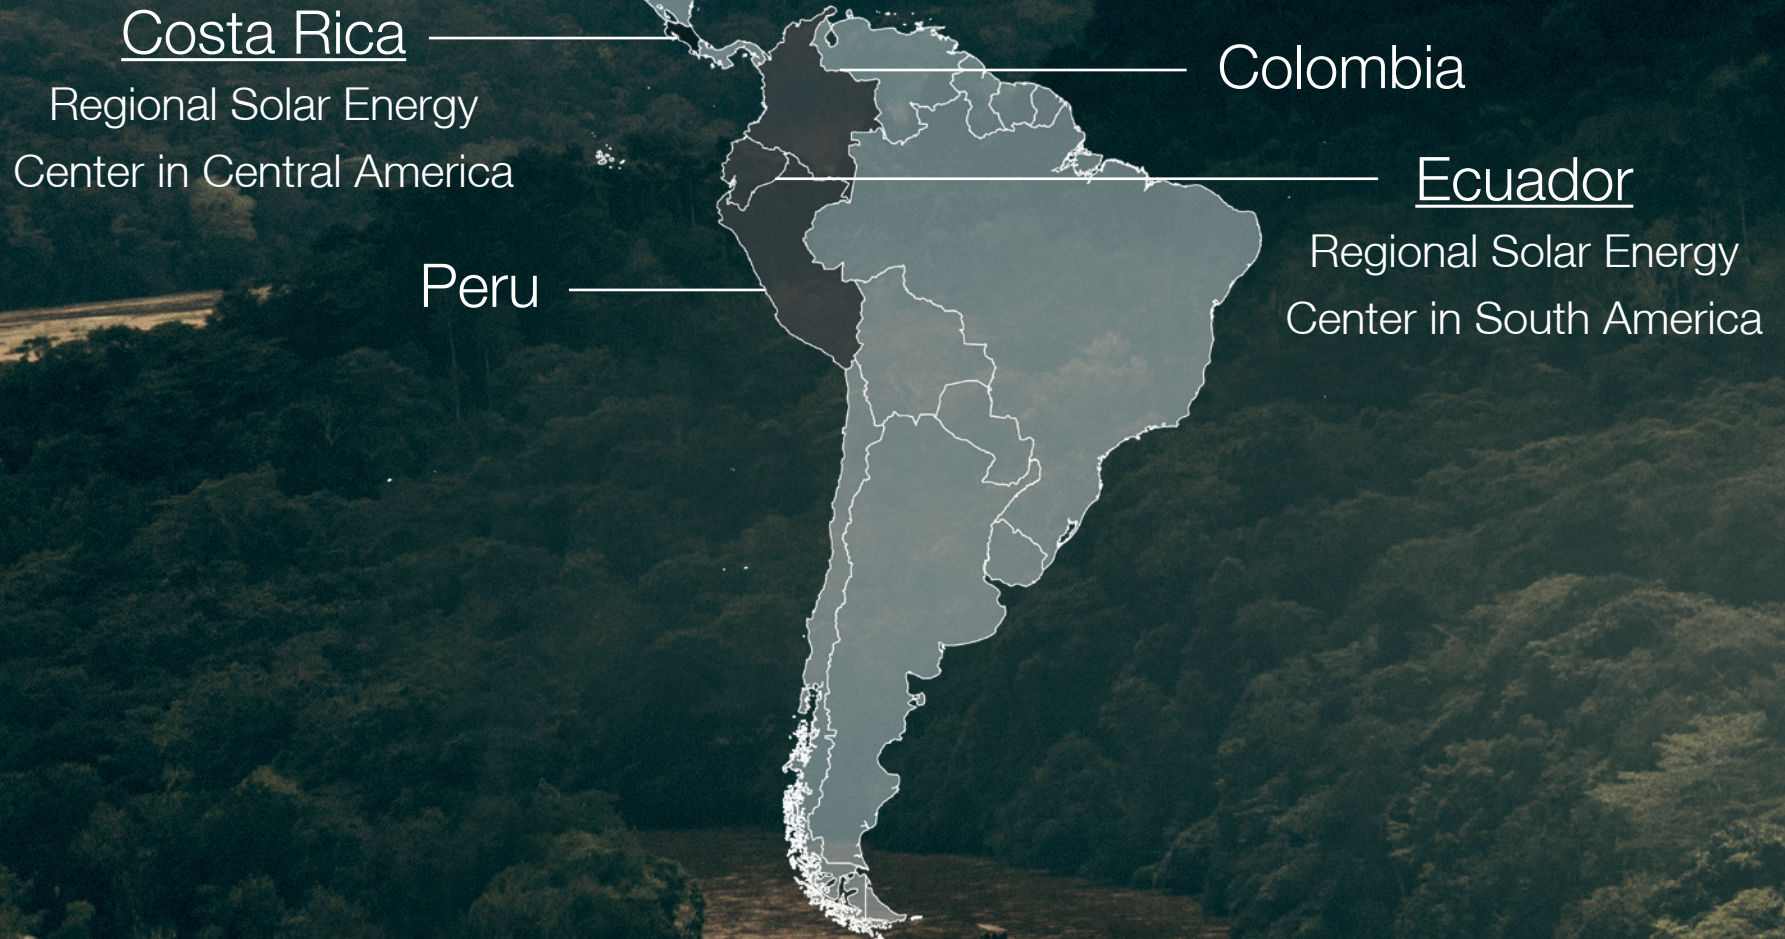 Costa Rica
Regional Solar Energy
Center in Central America
Colombia
Ecuador
Regional Solar Energy
Center in South America
Peru